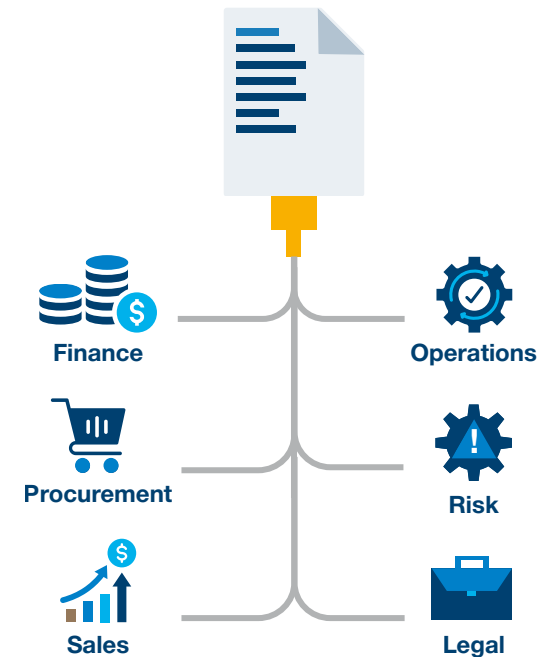 $
Finance
Operations
Procurement
!
Risk
$
Sales
Legal